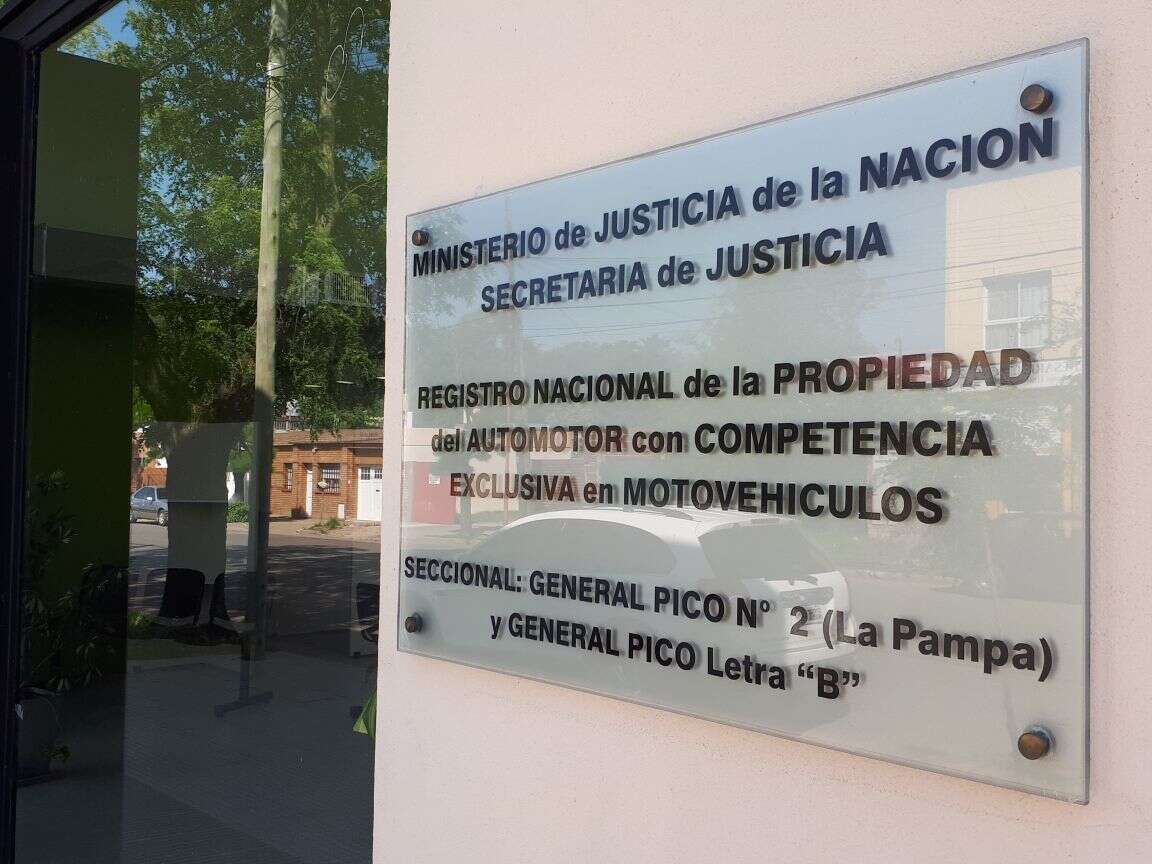 MINISTERIO de JUSTICIA de la NACION
SECRETARIA de JUSTICIA
REGISTRO NACIONAL de la PROPIEDAD
del AUTOMOTOR con COMPETENCIA
EXCLUSIVA en MOTOVEHICULOS
SECCIONAL: GENERAL PICO N° 2 (La Pampa)
y GENERAL PICO Letra “B”